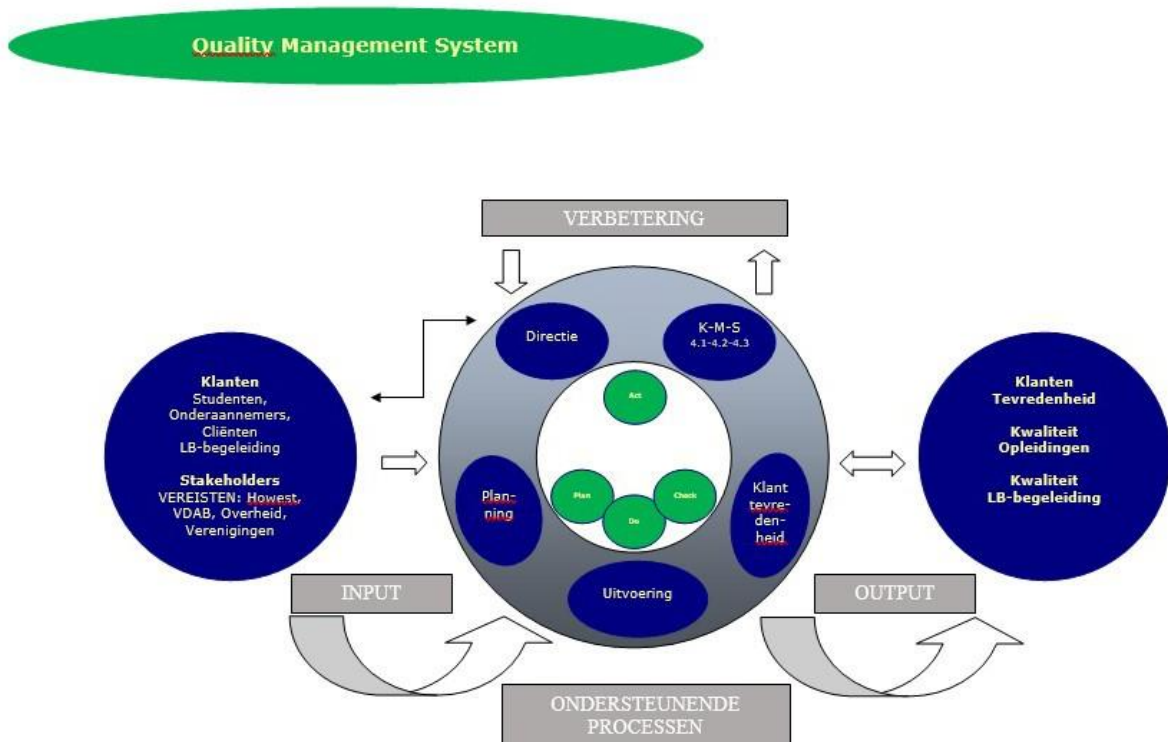 Quality Management System
VERBETERING
Directie
K-M-S
4.1-4.2-4.3
Act
Klanten
Studenten,
Onderaannemers,
Cliënten
LB-begeleiding
Stakeholders
VEREISTEN: Howest,
VDAB, Overheid,
Verenigingen
Klanten
Tevredenheid
Kwaliteit
Opleidingen
Kwaliteit
LB-begeleiding
Plan-
ning
Plan
Do
Check
Klant
tevre-
den-
heid
Uitvoering
INPUT
OUTPUT
ONDERSTEUNENDE
PROCESSEN